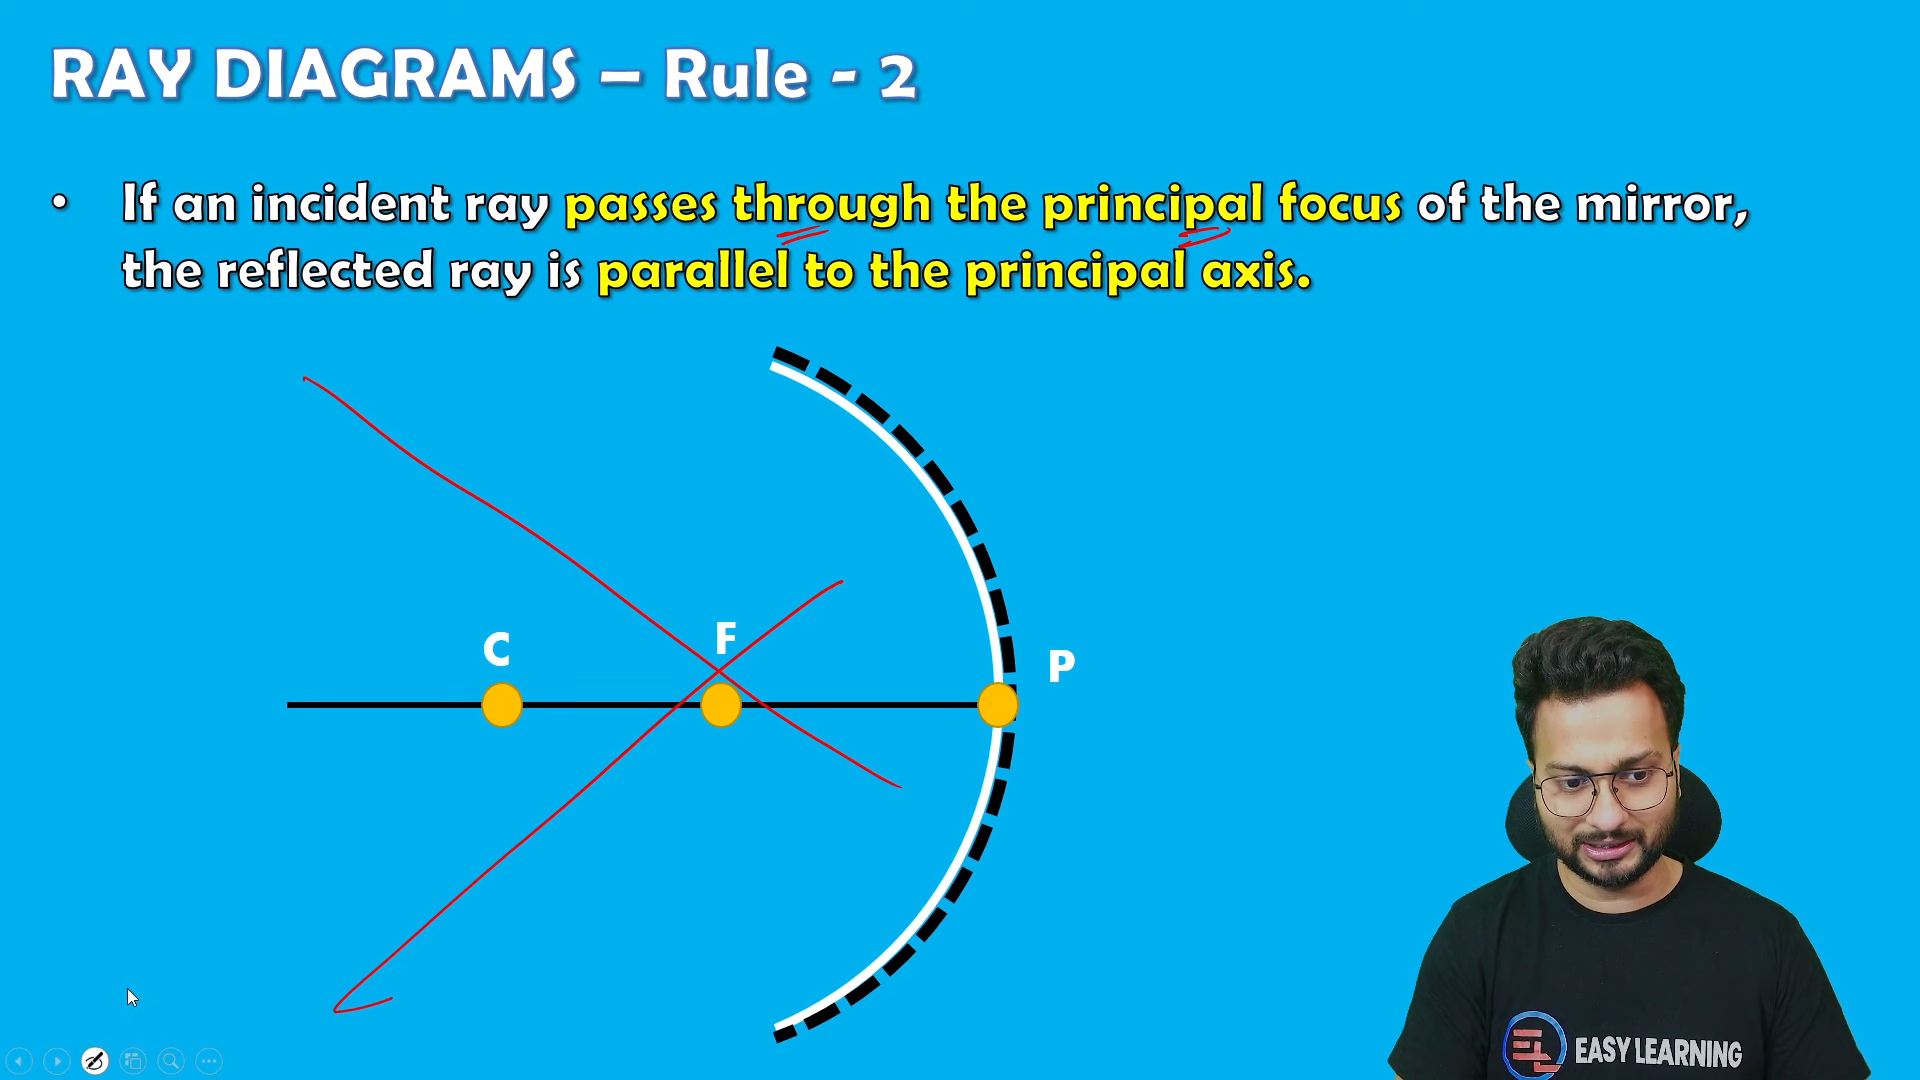 RAY DIAGRAMS – Rule - 2
• If an incident ray passes through the principal focus of the mirror,
the reflected ray is parallel to the principal axis.
C
F
P
EL EASY LEARNING